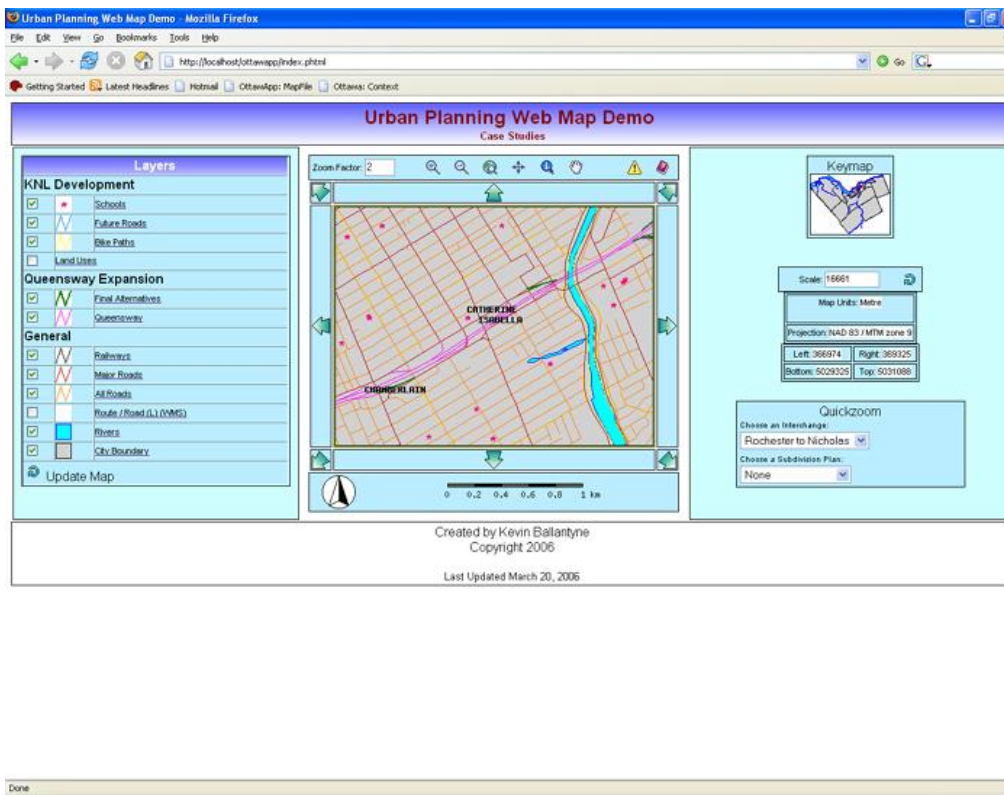 Urban Planning Web Map Demo - Mozilla Firefox
File Edit View Go Bookmarks Tools Help
http://localhost/ottawapp/index.phtml
Go
Getting Started Latest Headlines Hotmail OttawApp: MapFile Ottawa: Context
Urban Planning Web Map Demo
Case Studies
Layers
KNL Development
Schools
Future Roads
Bike Paths
Land Uses
Queensway Expansion
Final Alternatives
Queensway
General
Railways
Major Roads
All Roads
Route / Road (L) (WMS)
Rivers
City Boundary
Update Map
Zoom Factor: 2
CATHERINE
ISABELLA
CHAMBERLAIN
0 0.2 0.4 0.6 0.8 1 km
Keymap
Scale: 16661
Map Units: Metre
Projection: NAD 83 / MTM zone 9
Left: 366974 Right: 369325
Bottom: 5029325 Top: 5031088
Quickzoom
Choose an Interchange:
Rochester to Nicholas
Choose a Subdivision Plan:
None
Created by Kevin Ballantyne
Copyright 2006
Last Updated March 20, 2006
Done